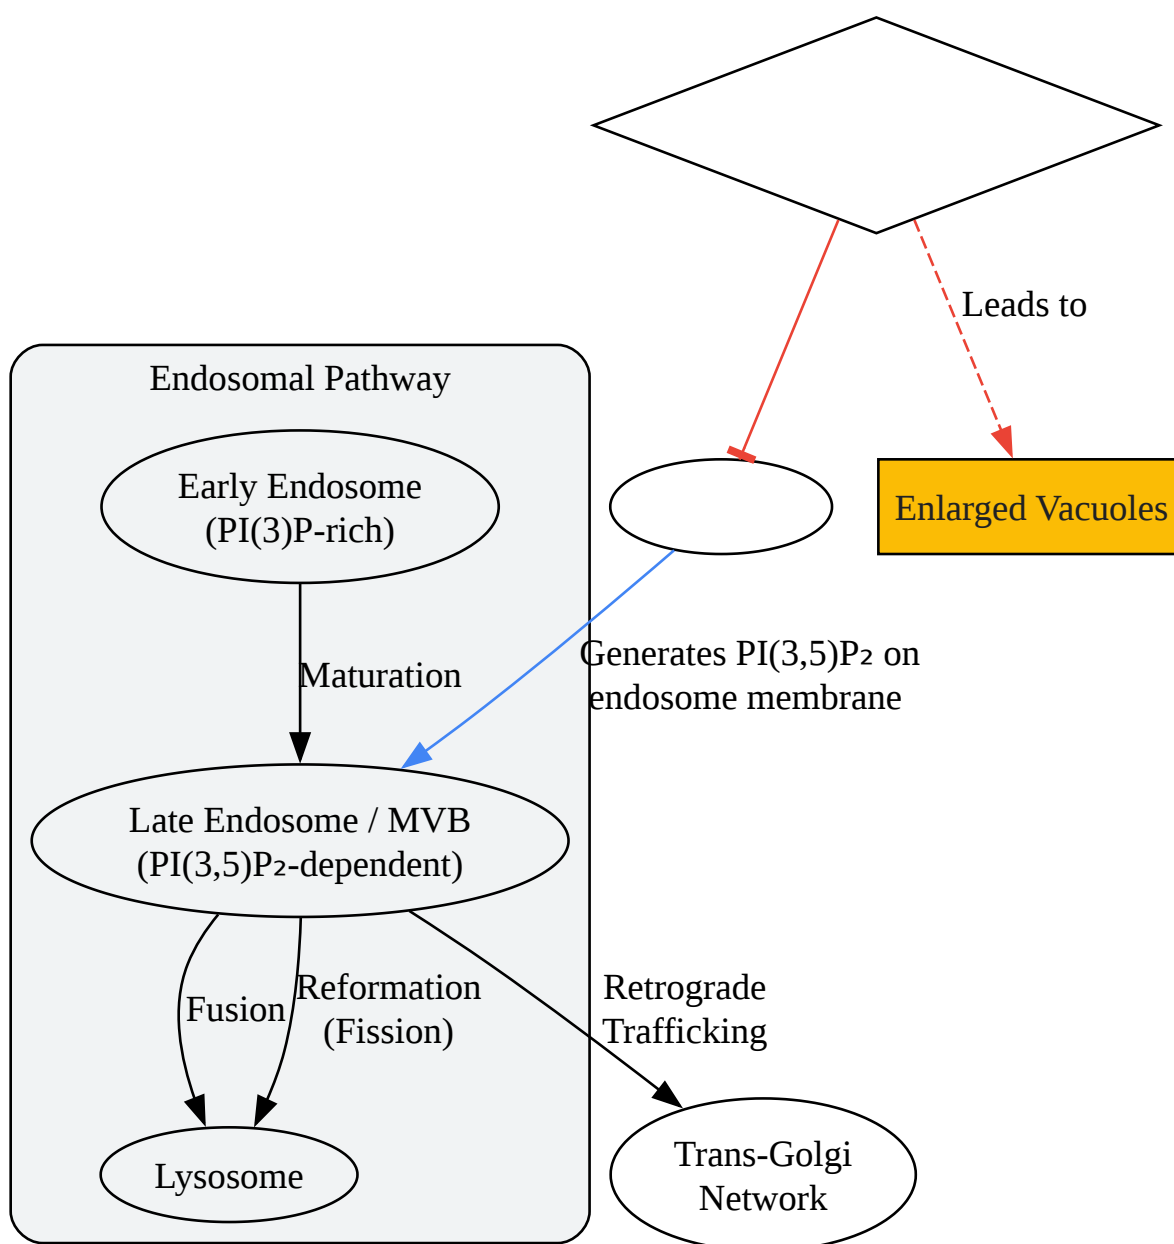 Leads to
Endosomal Pathway
Early Endosome
(PI(3)P-rich)
Enlarged Vacuoles
Generates PI(3,5)P₂ on
endosome membrane
Maturation
Late Endosome / MVB
(PI(3,5)P₂-dependent)
Fusion
Reformation
(Fission)
Retrograde
Trafficking
Lysosome
Trans-Golgi
Network